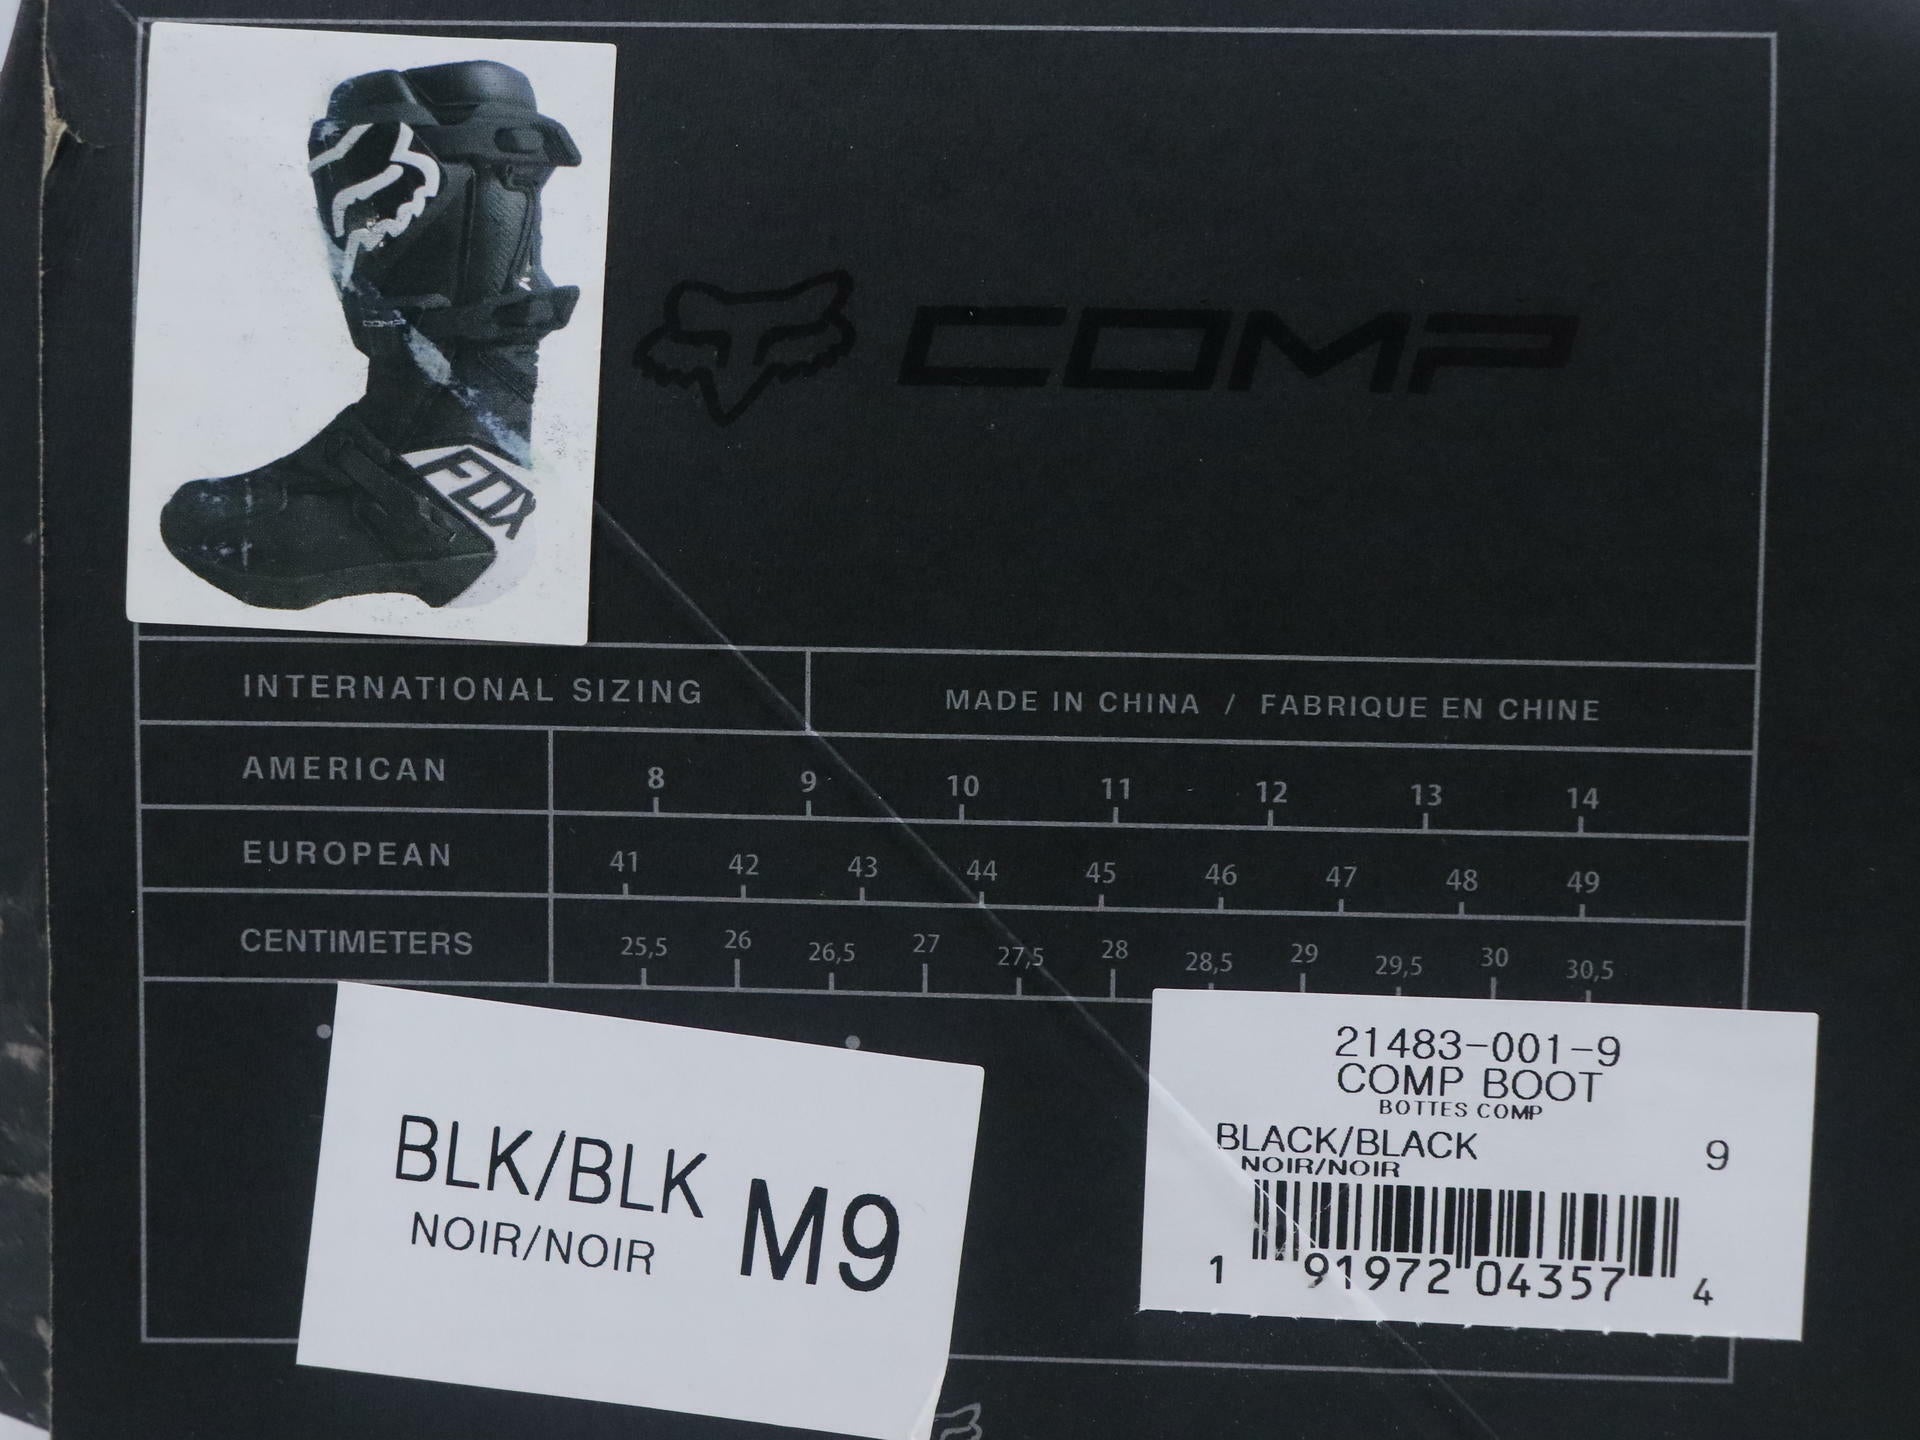 COMP
COMP
FOX
INTERNATIONAL SIZING
MADE IN CHINA / FABRIQUE EN CHINE
AMERICAN 8 9 10 11 12 13 14
EUROPEAN 41 42 43 44 45 46 47 48 49
CENTIMETERS 25,5 26 26,5 27 27,5 28 28,5 29 29,5 30 30,5
BLK/BLK M9
NOIR/NOIR
21483-001-9
COMP BOOT
BOTTES COMP
BLACK/BLACK 9
NOIR/NOIR
1 91972 04357 4